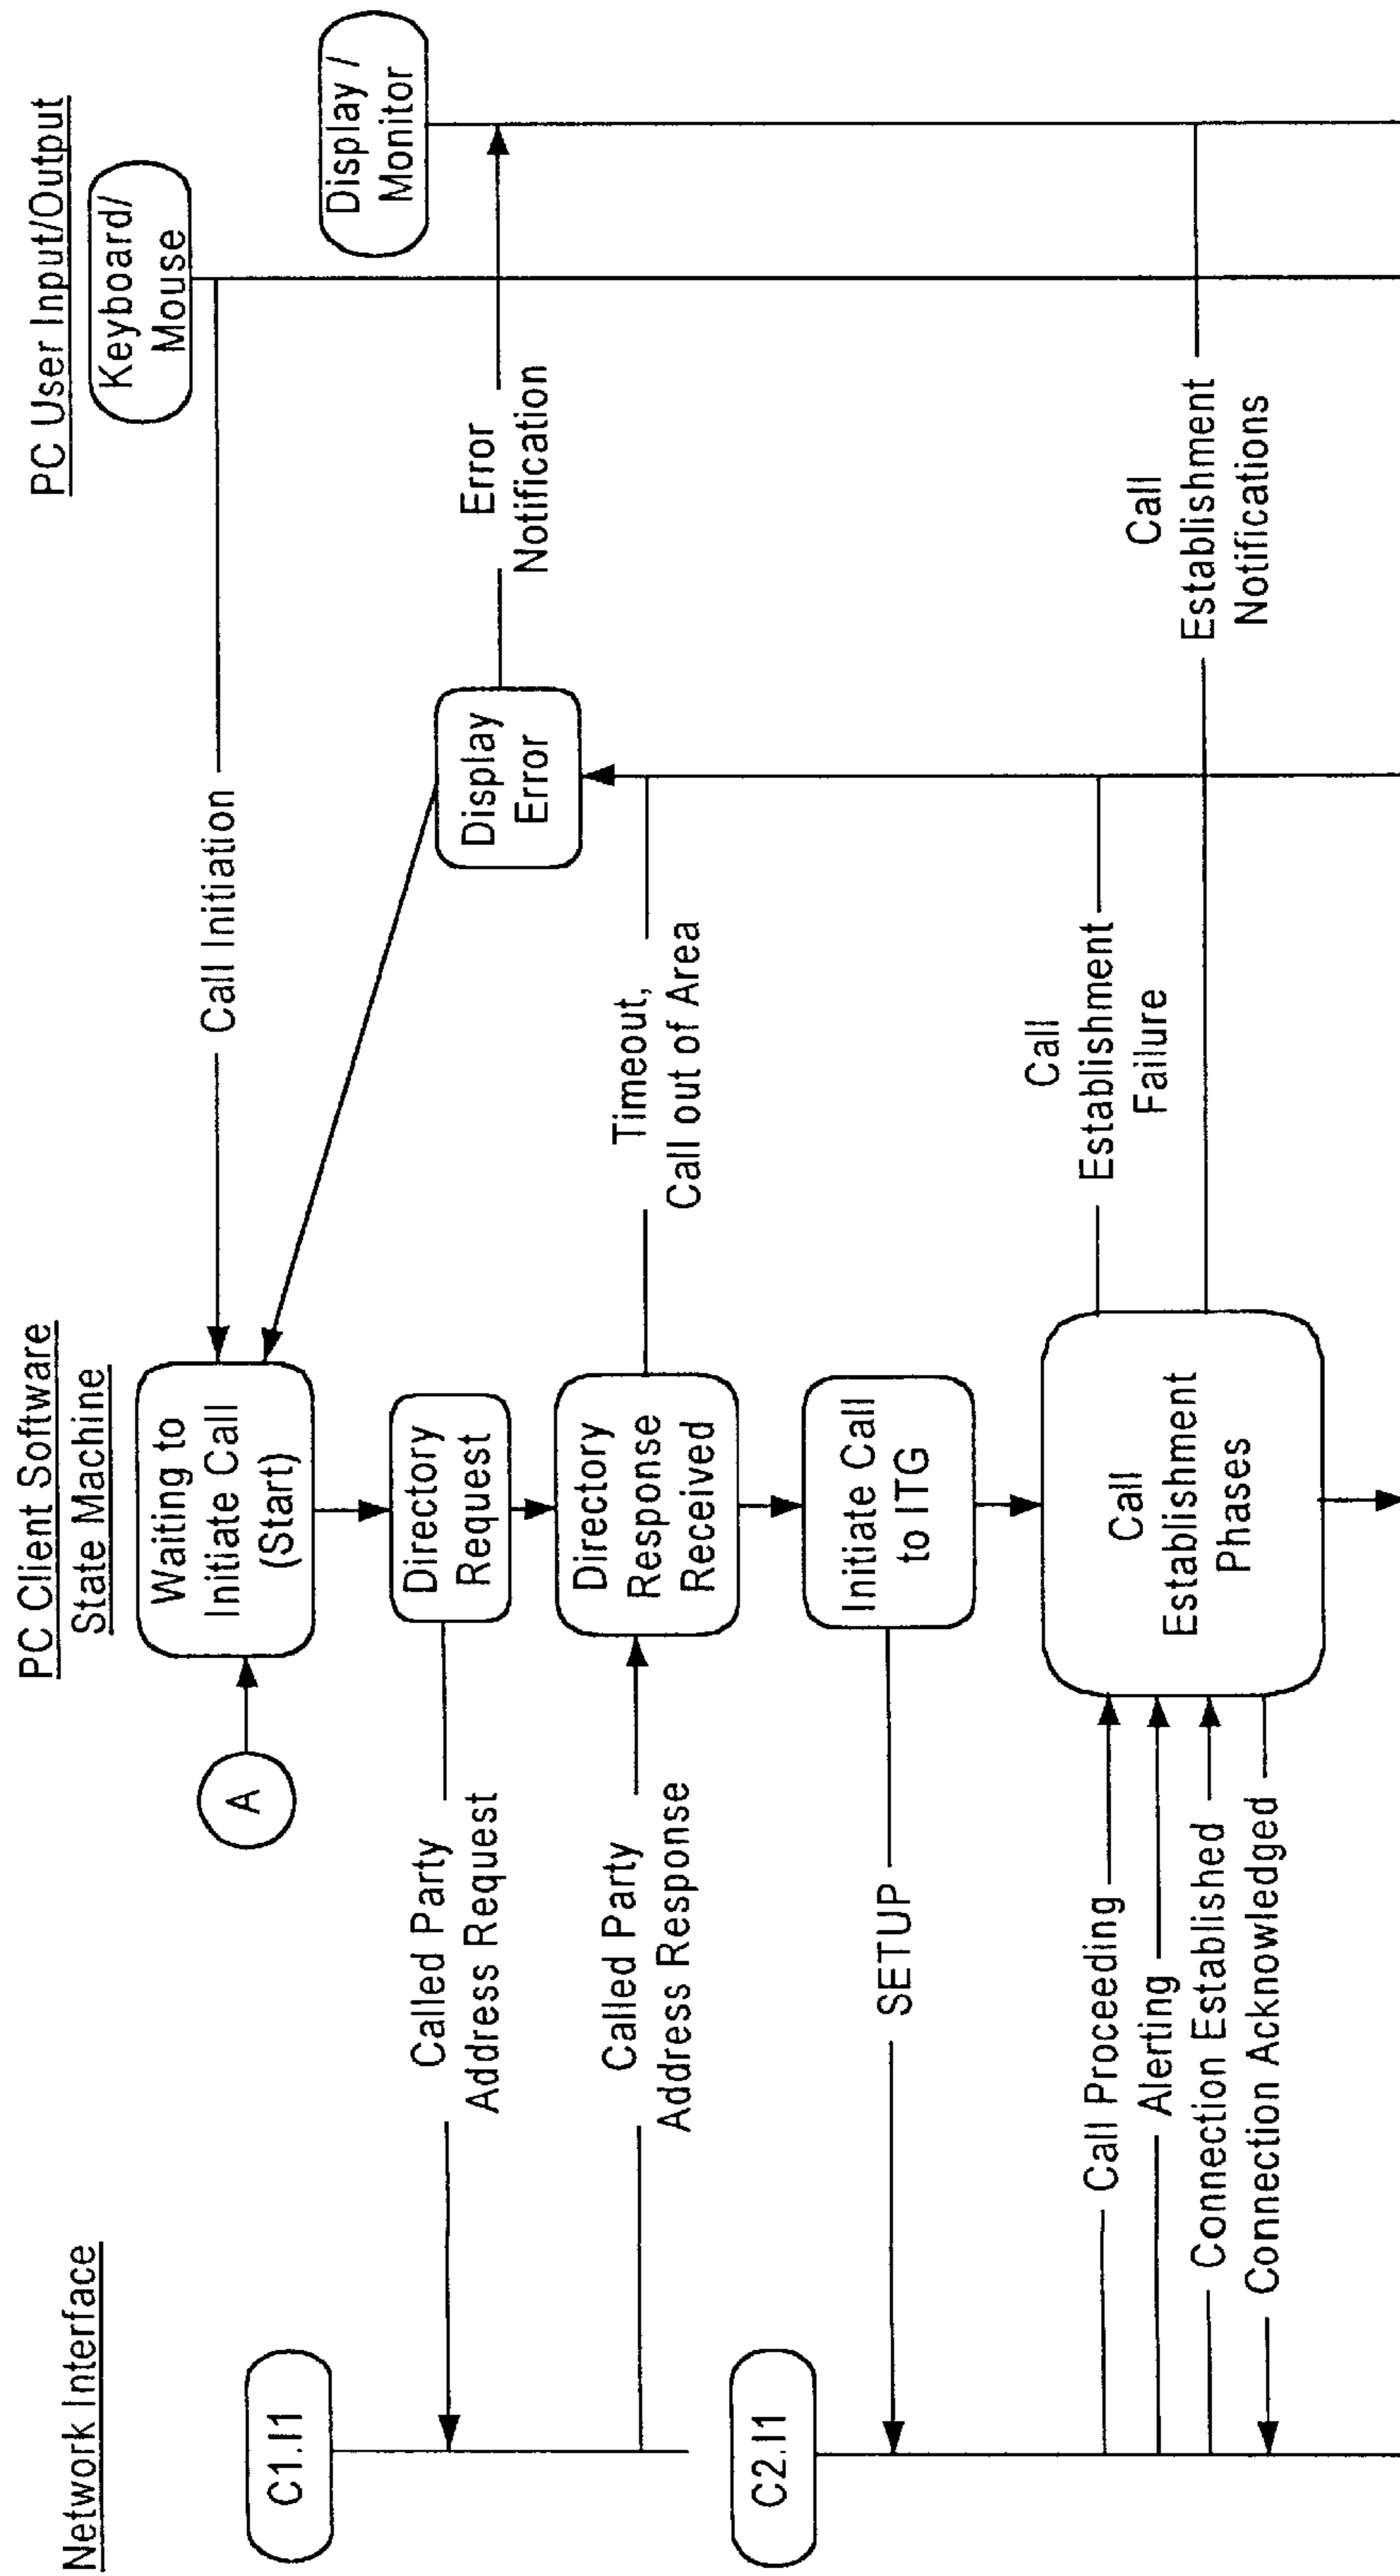 Network Interface
PC Client Software
State Machine
PC User Input/Output
Keyboard/
Mouse
Waiting to
Initiate Call
(Start)
A
Call Initiation
C1.I1
Display /
Monitor
Called Party
Address Request
Directory
Request
Display
Error
Error
Notification
Called Party
Address Response
Directory
Response
Received
Timeout,
Call out of Area
C2.I1
SETUP
Initiate Call
to ITG
Call Proceeding
Alerting
Connection Established
Connection Acknowledged
Call
Establishment
Phases
Call
Establishment
Failure
Call
Establishment
Notifications